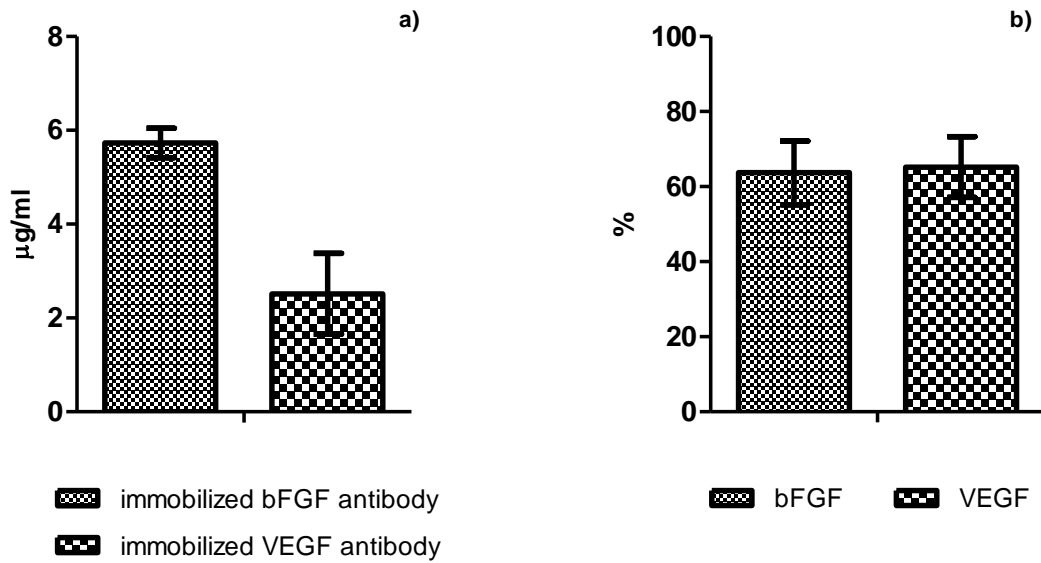 a)
8
6
4
2
0
µg/ml
immobilized bFGF antibody
immobilized VEGF antibody
b)
100
80
60
40
20
0
%
bFGF VEGF